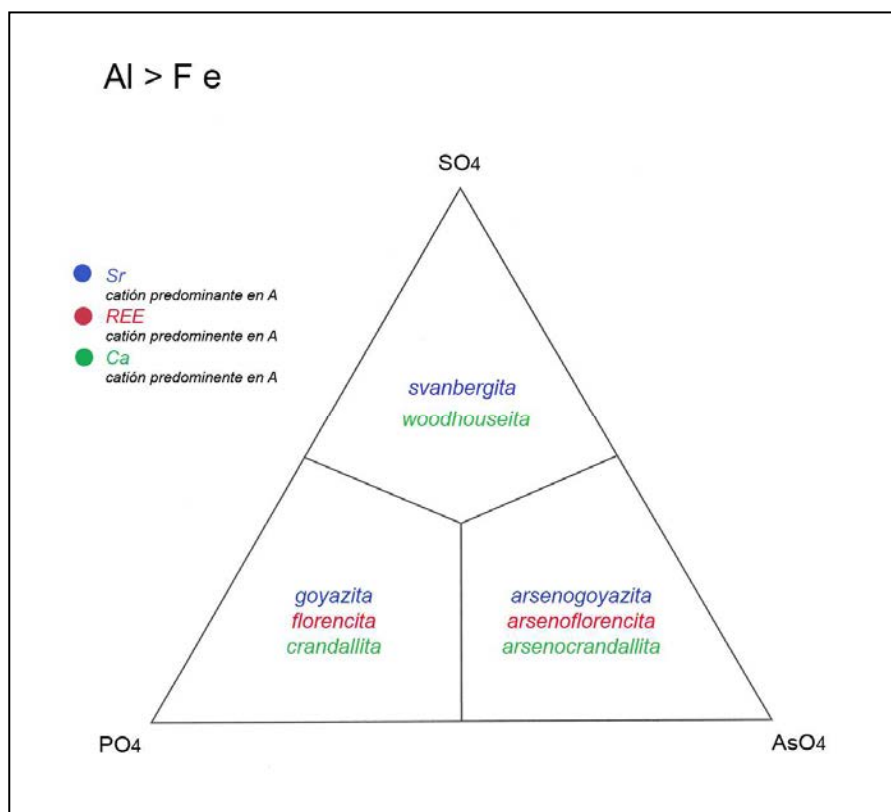 Al > F e
SO4
Sr
catión predominante en A
REE
catión predominente en A
Ca
catión predominente en A
svanbergita
woodhouseita
goyazita
florencita
crandallita
arsenogoyazita
arsenoflorencita
arsenocrandallita
PO4
AsO4